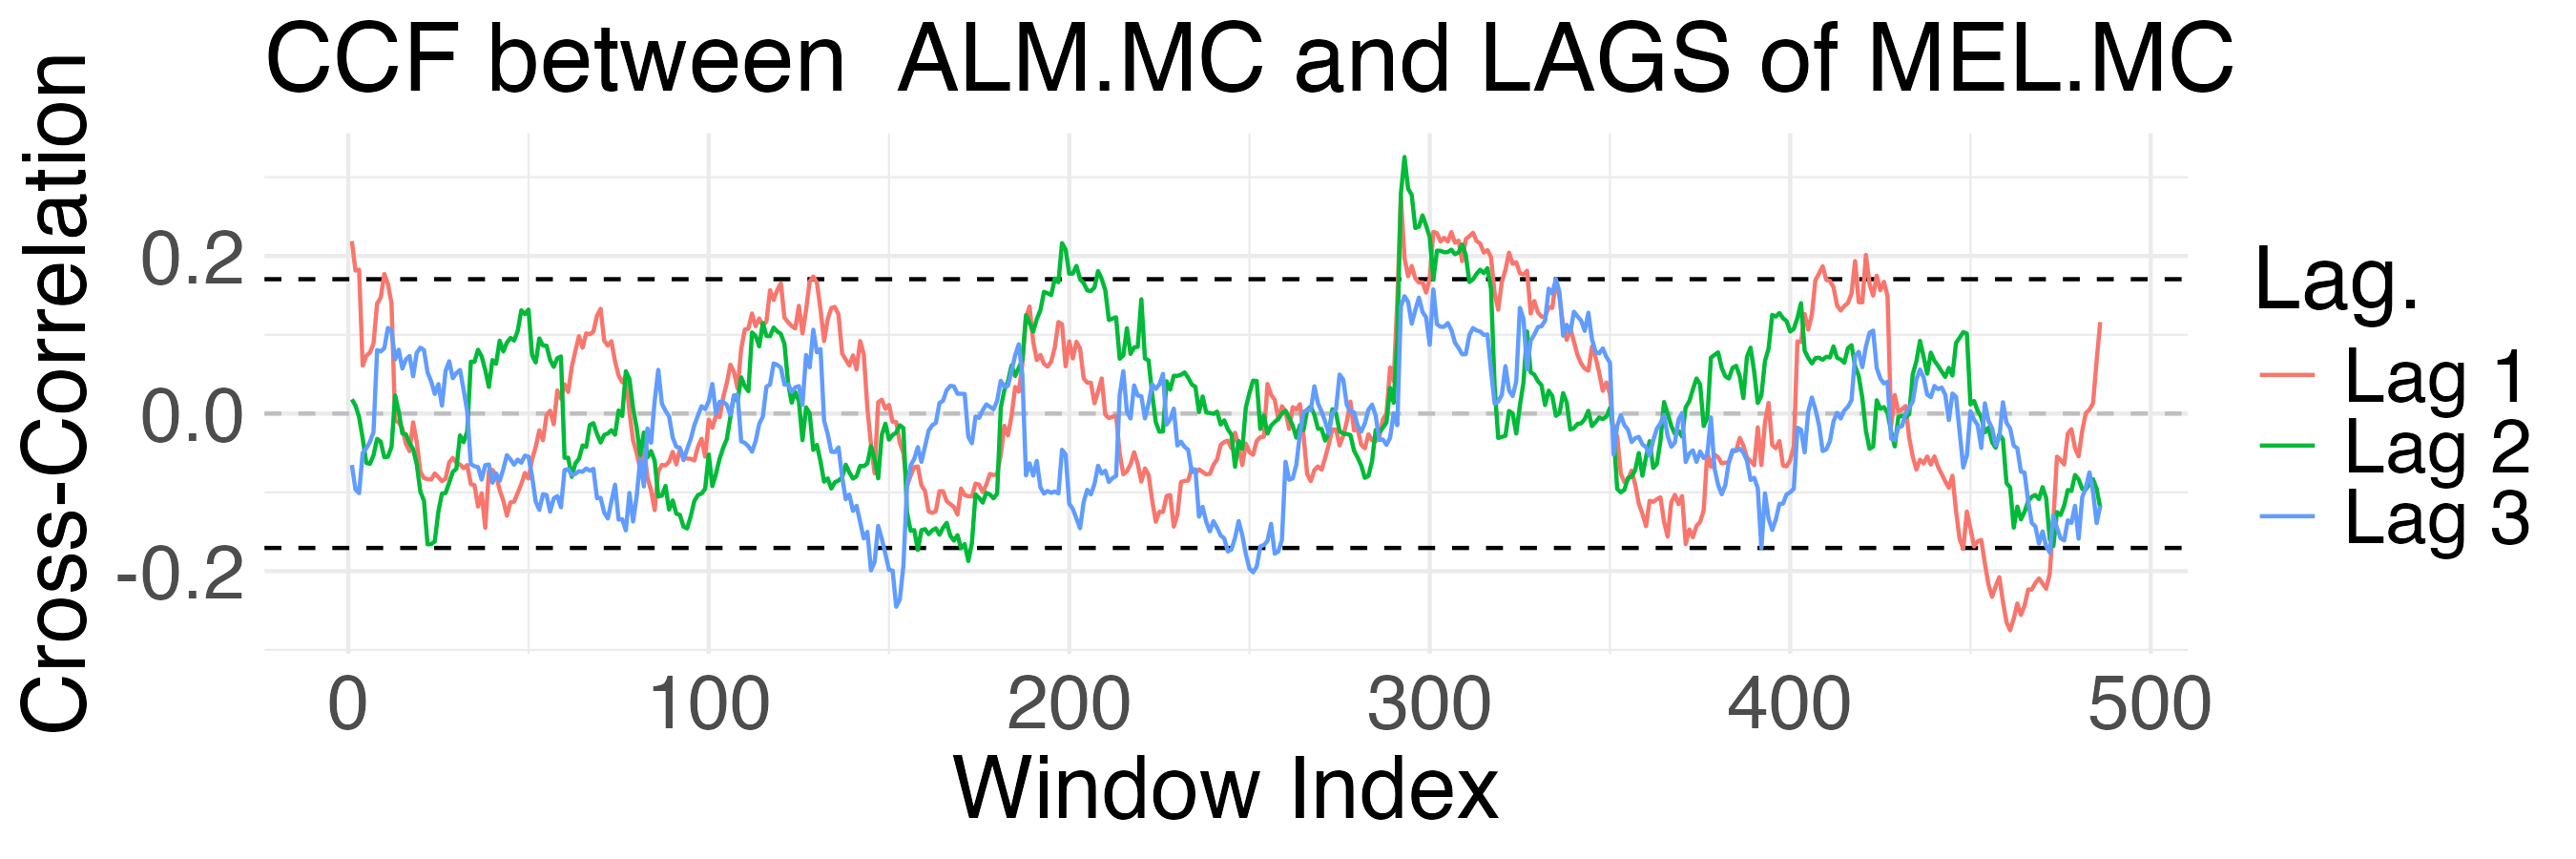 CCF between  ALM.MC and LAGS of MEL.MC
Cross-Correlation
0.2
0.0
-0.2
0 100 200 300 400 500
Window Index
Lag.
Lag 1
Lag 2
Lag 3